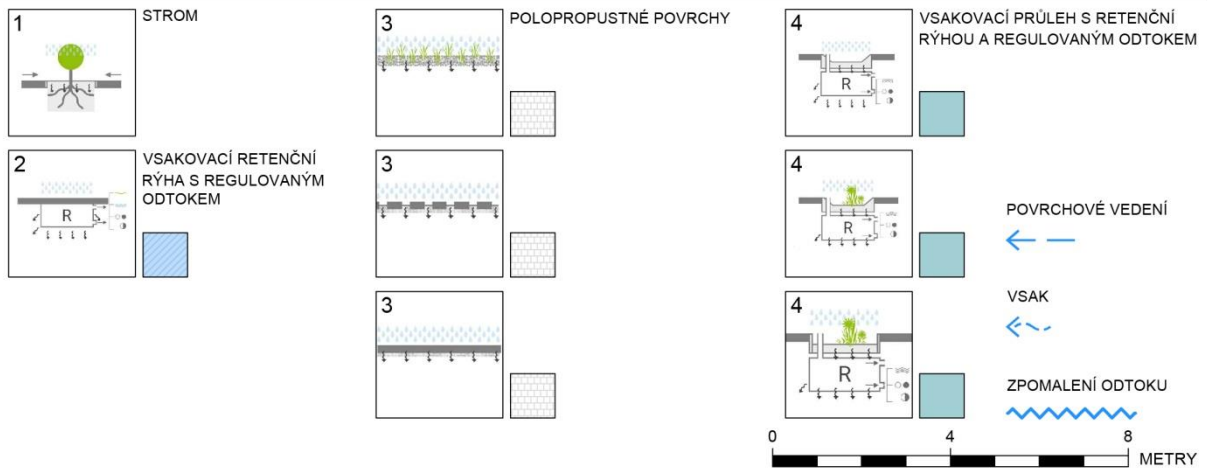 1
STROM
2
VSAKOVACÍ RETENČNÍ
RÝHA S REGULOVANÝM
ODTOKEM
R
3
POLOPROPUSTNÉ POVRCHY
3
3
4
VSAKOVACÍ PRŮLEH S RETENČNÍ
RÝHOU A REGULOVANÝM ODTOKEM
R
4
R
4
R
POVRCHOVÉ VEDENÍ
VSAK
ZPOMALENÍ ODTOKU
0 4 8
METRY